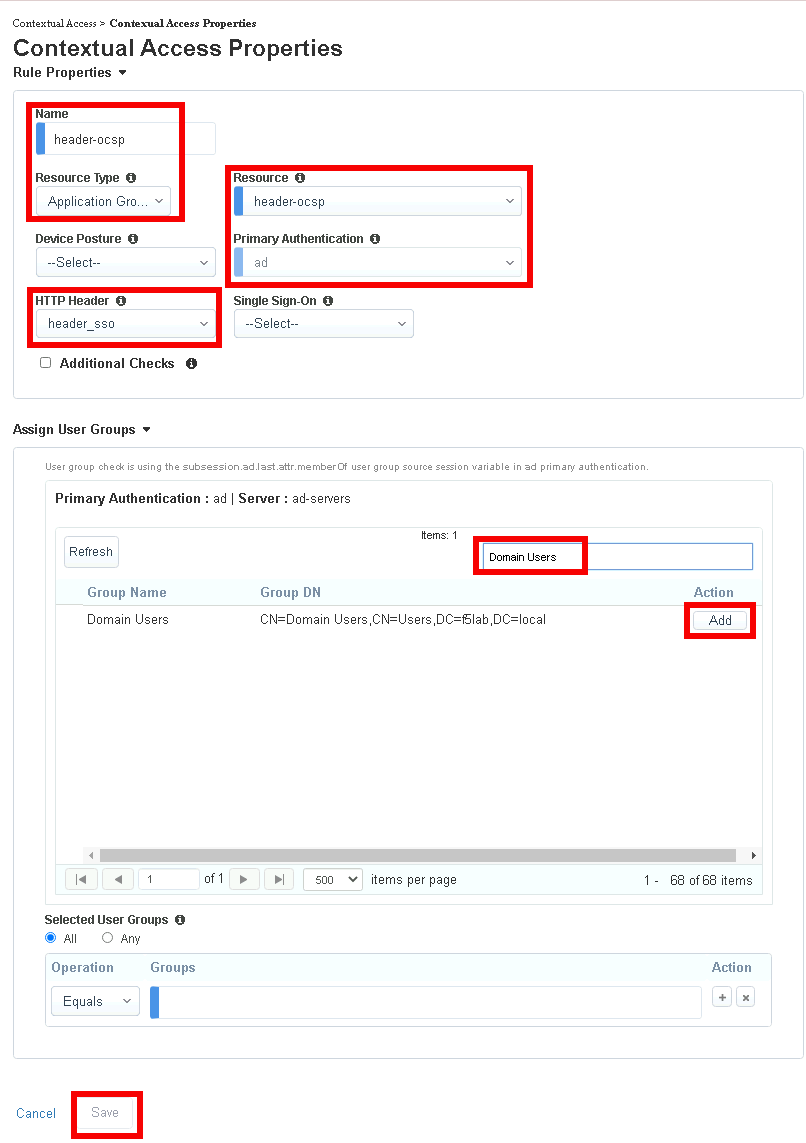 Contextual Access > Contexual Access Properties
Contextual Access Properties
Rule Properties
Name
header-ocsp
Resource Type
Resource
Application Gro...
header-ocsp
Device Posture
Primary Authentication
--Select--
ad
HTTP Header
Single Sign-On
header_sso
--Select--
Additional Checks
Assign User Groups
User group check is using the subsession.ad.last.attr.memberOf user group source session variable in ad primary authentication.
Primary Authentication : ad | Server : ad-servers
Items: 1
Refresh
Domain Users
Group Name Group DN Action
Domain Users CN=Domain Users,CN=Users,DC=f5lab,DC=local Add
1 of 1 500 items per page 1 - 68 of 68 items
Selected User Groups
All Any
Operation Groups Action
Equals
Cancel Save